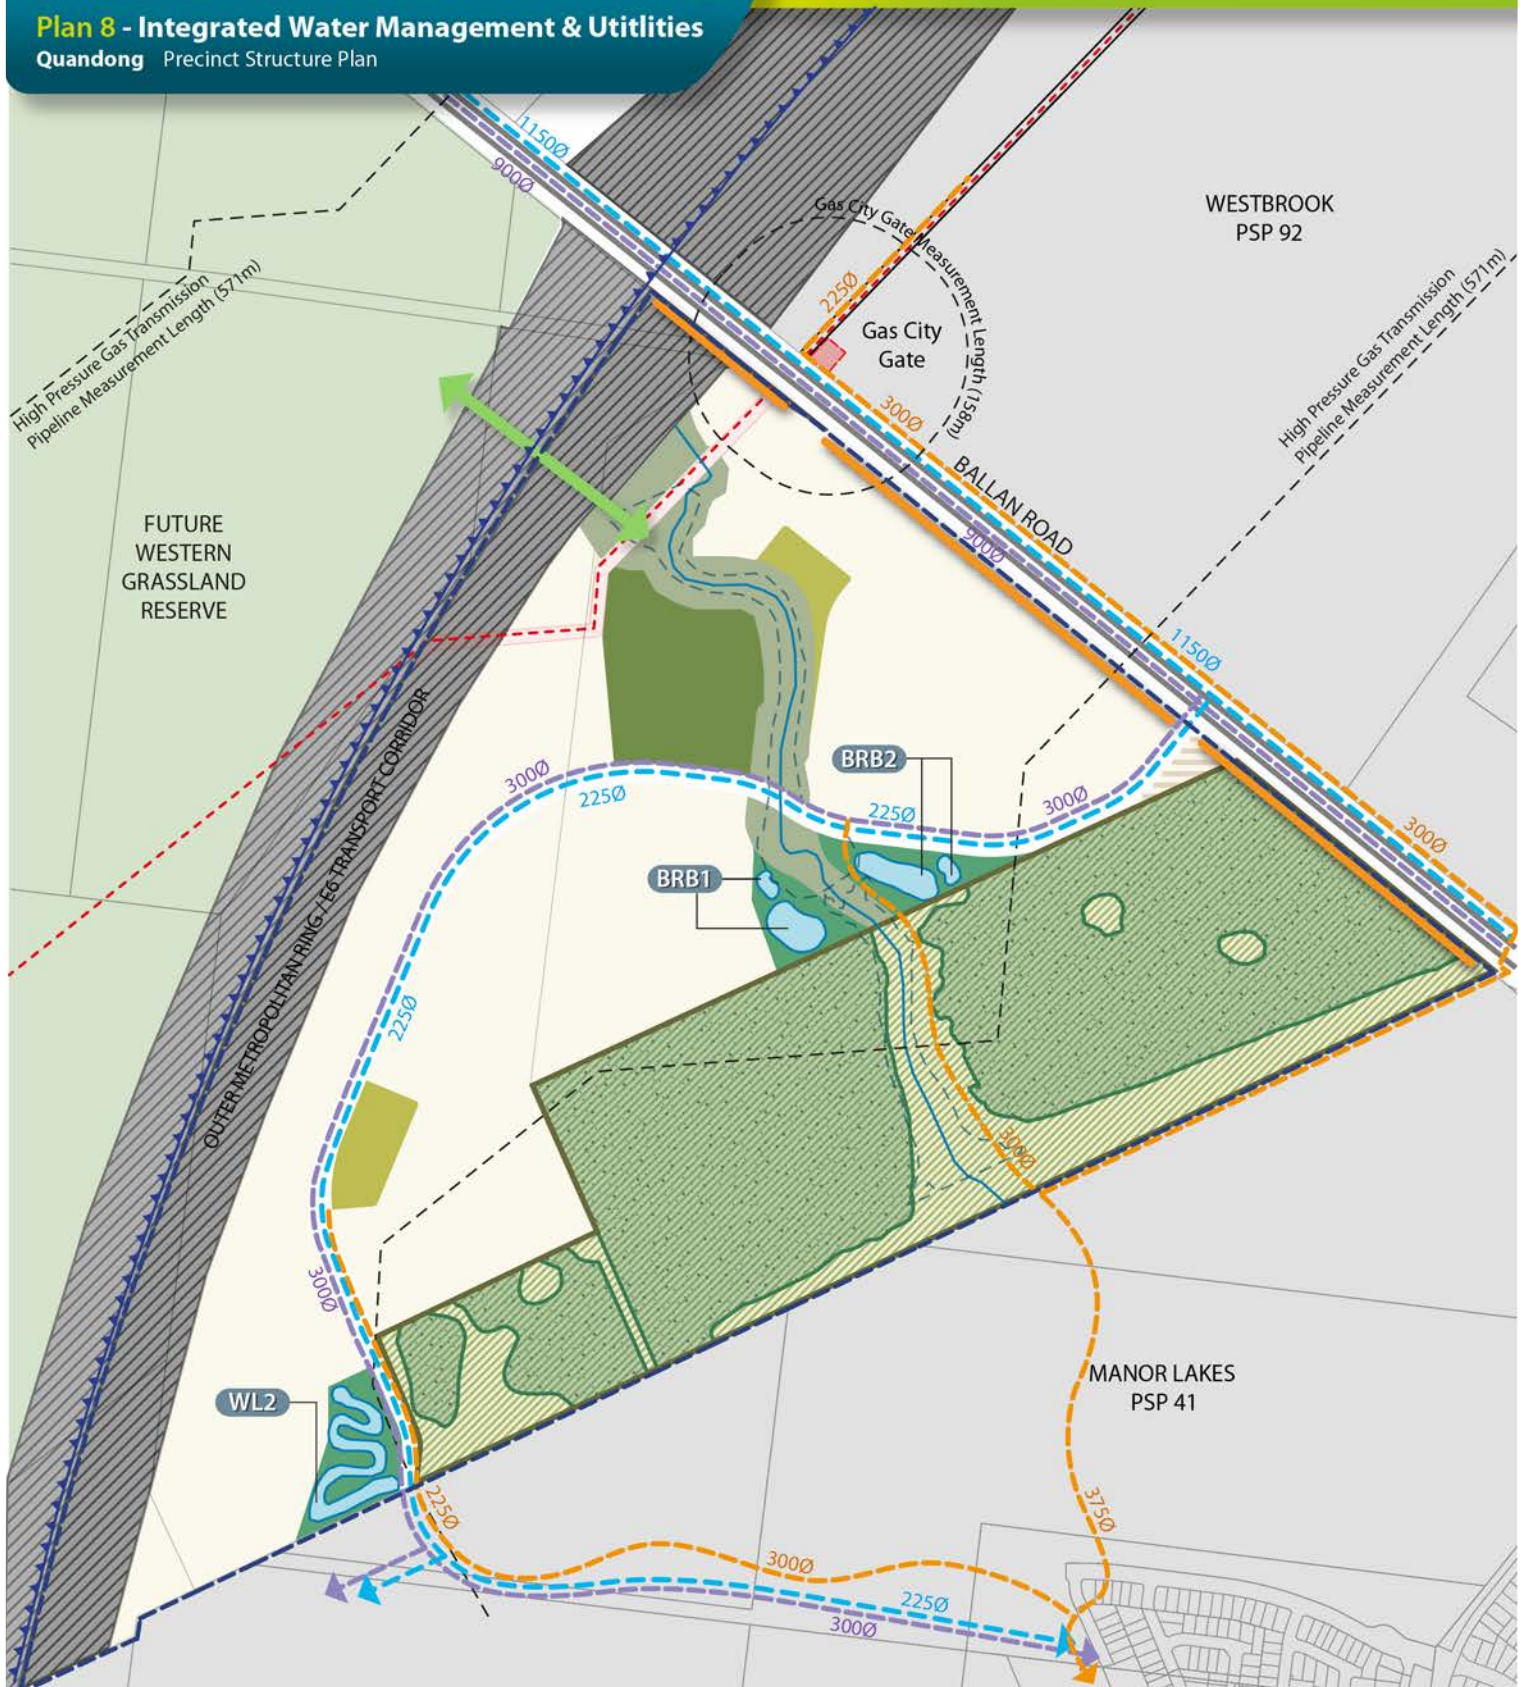 Plan 8 - Integrated Water Management & Utitlities
Quandong Precinct Structure Plan
1150Ø
900Ø
WESTBROOK
PSP 92
Gas City Gate Measurement Length (158m)
225Ø
Gas City
Gate
High Pressure Gas Transmission
Pipeline Measurement Length (571m)
High Pressure Gas Transmission
Pipeline Measurement Length (571m)
300Ø
BALLAN ROAD
900Ø
FUTURE
WESTERN
GRASSLAND
RESERVE
1150Ø
OUTER METROPOLITAN RING / E6 TRANSPORT CORRIDOR
300Ø
225Ø
BRB2
225Ø
300Ø
300Ø
BRB1
225Ø
300Ø
300Ø
WL2
MANOR LAKES
PSP 41
225Ø
375Ø
300Ø
225Ø
300Ø